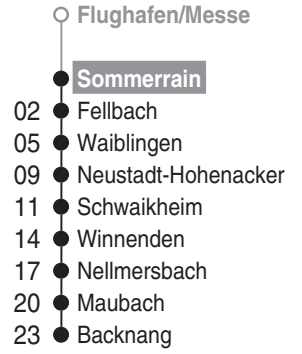 Flughafen/Messe
Sommerrain
02 Fellbach
05 Waiblingen
09 Neustadt-Hohenacker
11 Schwaikheim
14 Winnenden
17 Nellmersbach
20 Maubach
23 Backnang